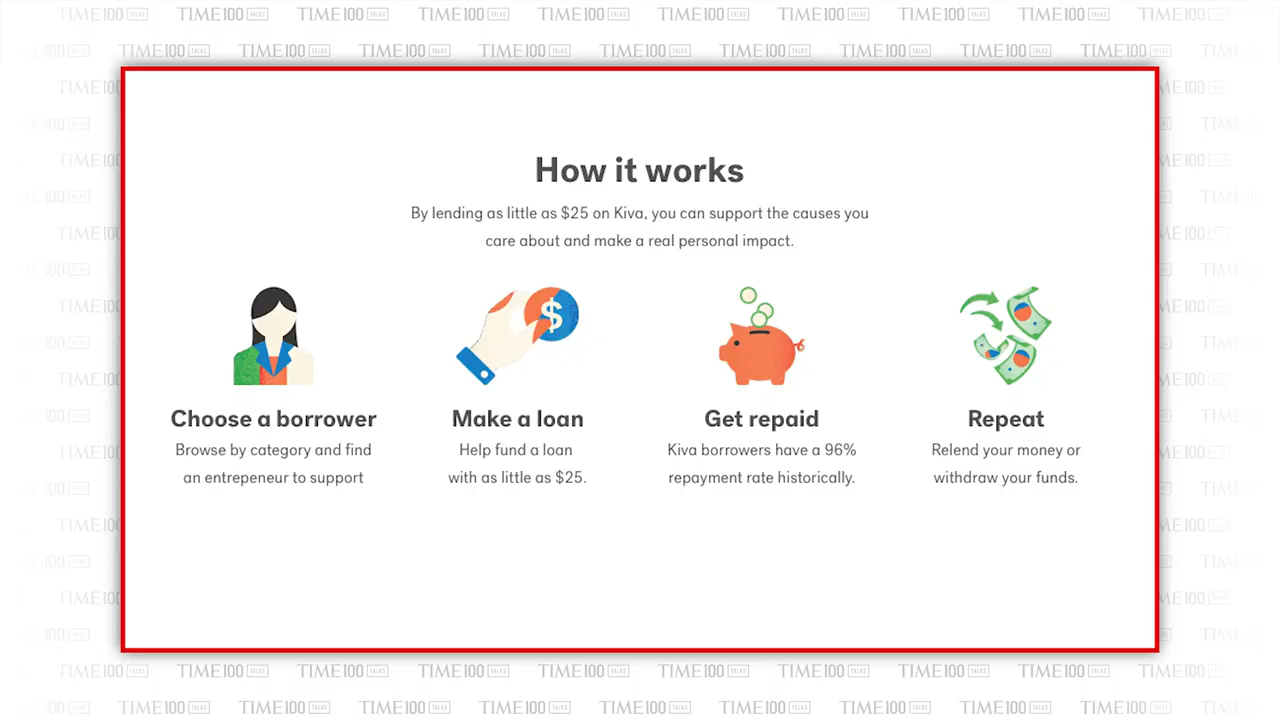 How it works
By lending as little as $25 on Kiva, you can support the causes you
care about and make a real personal impact.
Choose a borrower
Browse by category and find
an entrepeneur to support
Make a loan
Help fund a loan
with as little as $25.
Get repaid
Kiva borrowers have a 96%
repayment rate historically.
Repeat
Relend your money or
withdraw your funds.
TIME100 TALKS